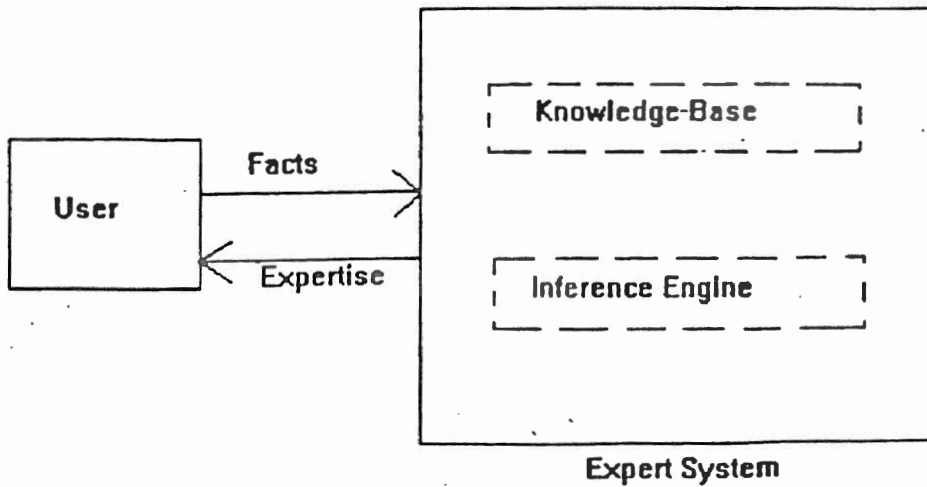 Knowledge-Base
Facts
User
Expertise
Inference Engine
Expert System